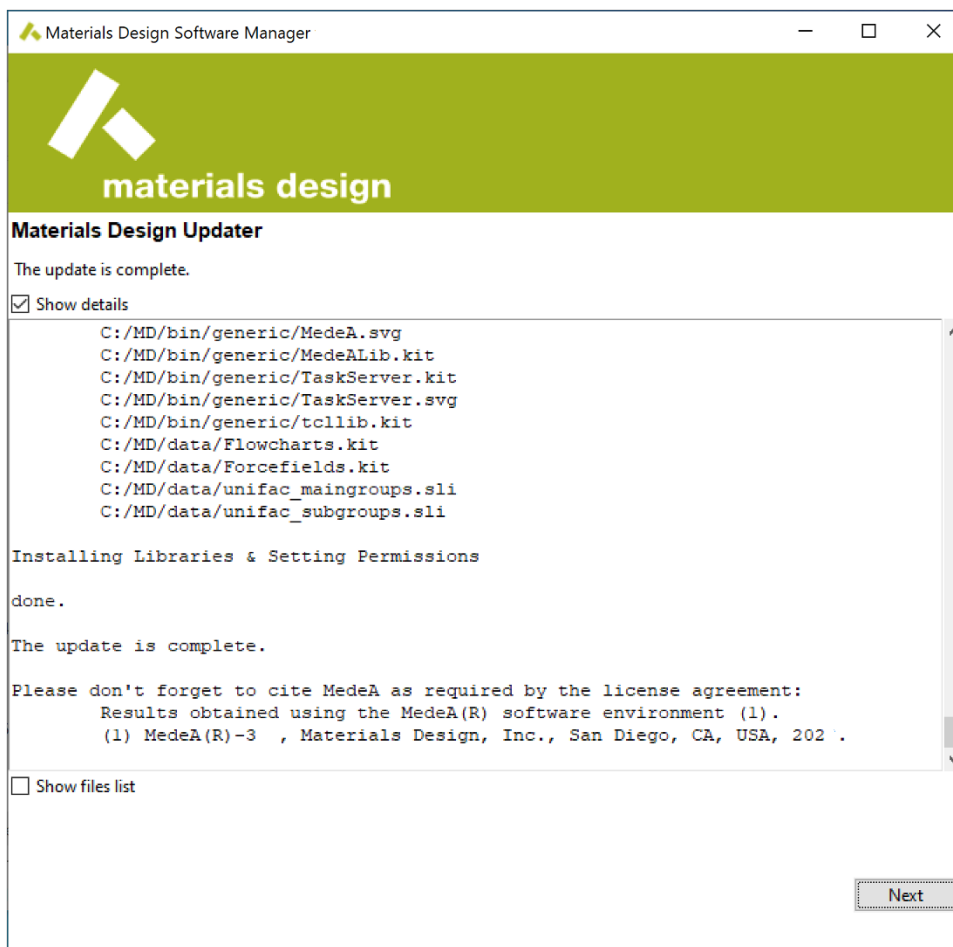 Materials Design Software Manager
materials design
Materials Design Updater
The update is complete.
Show details
C:/MD/bin/generic/MedeA.svg
C:/MD/bin/generic/MedeALib.kit
C:/MD/bin/generic/TaskServer.kit
C:/MD/bin/generic/TaskServer.svg
C:/MD/bin/generic/tcllib.kit
C:/MD/data/Flowcharts.kit
C:/MD/data/Forcefields.kit
C:/MD/data/unifac_maingroups.sli
C:/MD/data/unifac_subgroups.sli
Installing Libraries & Setting Permissions
done.
The update is complete.
Please don't forget to cite MedeA as required by the license agreement:
Results obtained using the MedeA(R) software environment (1).
(1) MedeA(R)-3  , Materials Design, Inc., San Diego, CA, USA, 202 .
Show files list
Next